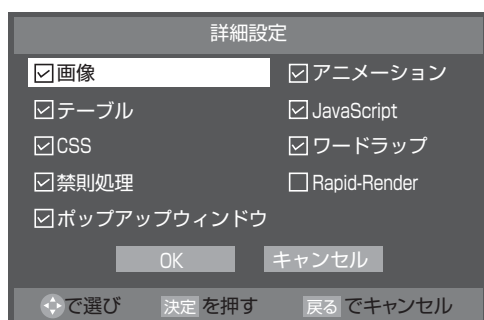 詳細設定
画像 アニメーション
テーブル JavaScript
CSS ワードラップ
禁則処理 Rapid-Render
ポップアップウィンドウ
OK キャンセル
で選び 決定 を押す 戻る でキャンセル